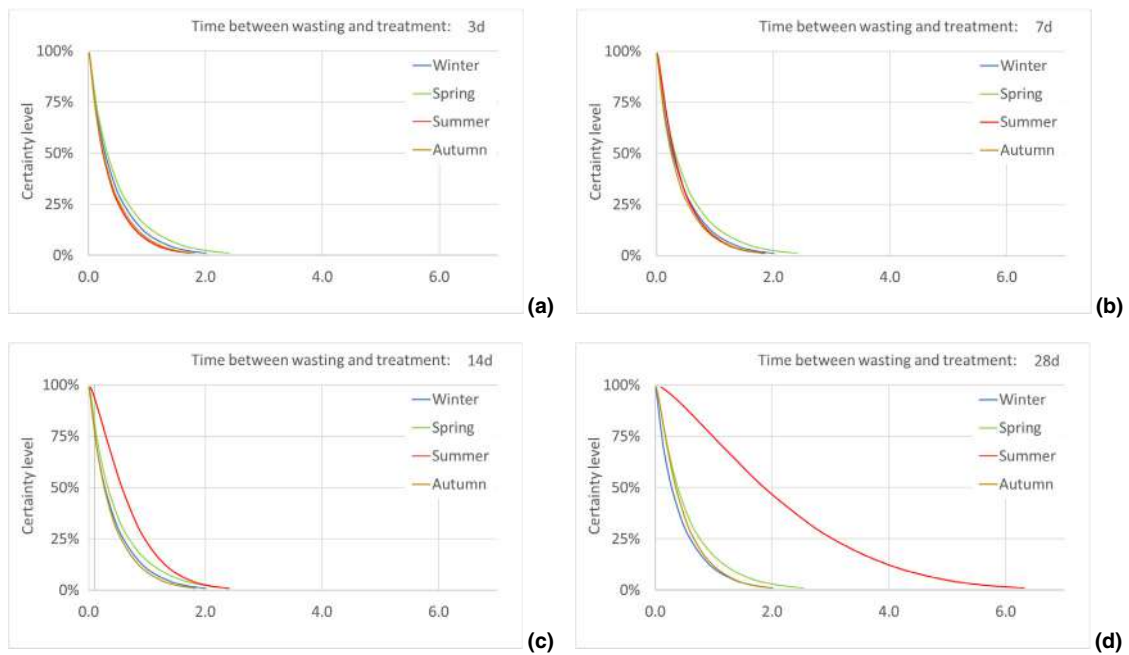 Time between wasting and treatment: 3d
100%
75%
50%
25%
0%
Certainty level
Winter
Spring
Summer
Autumn
0.0 2.0 4.0 6.0
(a)
Time between wasting and treatment: 7d
100%
75%
50%
25%
0%
Certainty level
Winter
Spring
Summer
Autumn
0.0 2.0 4.0 6.0
(b)
Time between wasting and treatment: 14d
100%
75%
50%
25%
0%
Certainty level
Winter
Spring
Summer
Autumn
0.0 2.0 4.0 6.0
(c)
Time between wasting and treatment: 28d
100%
75%
50%
25%
0%
Certainty level
Winter
Spring
Summer
Autumn
0.0 2.0 4.0 6.0
(d)